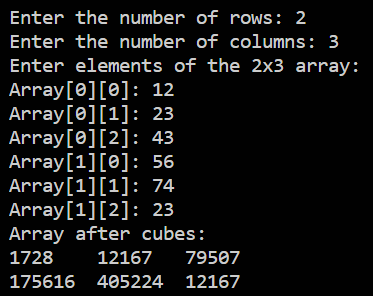 Enter the number of rows: 2
Enter the number of columns: 3
Enter elements of the 2x3 array:
Array[0][0]: 12
Array[0][1]: 23
Array[0][2]: 43
Array[1][0]: 56
Array[1][1]: 74
Array[1][2]: 23
Array after cubes:
1728    12167   79507
175616  405224  12167